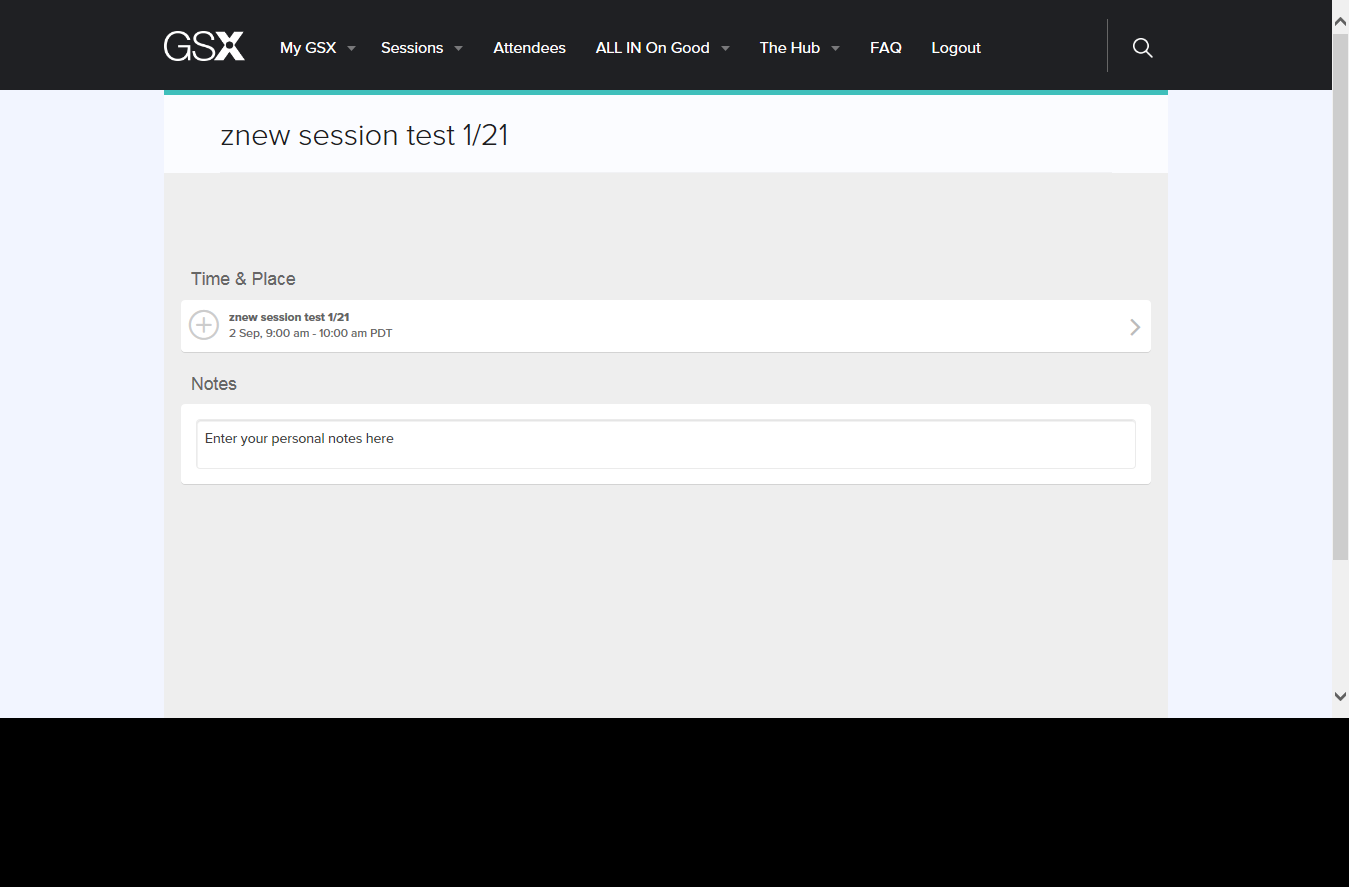 GSX My GSX Sessions Attendees ALL IN On Good The Hub FAQ Logout
znew session test 1/21
Time & Place
znew session test 1/21
2 Sep, 9:00 am - 10:00 am PDT
Notes
Enter your personal notes here